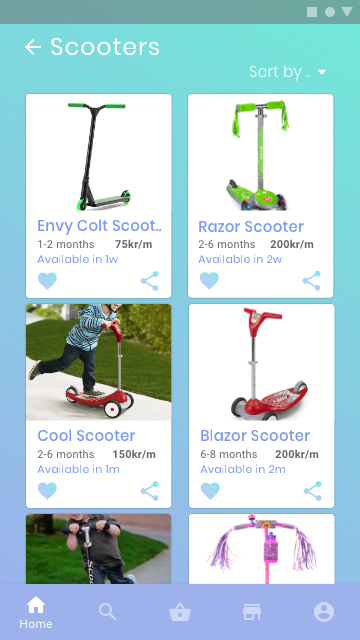 Scooters
Sort by ..
Envy Colt Scoot..
1-2 months 75kr/m
Available in 1w
Razor Scooter
2-6 months 200kr/m
Available in 2w
Cool Scooter
2-6 months 150kr/m
Available in 1m
Blazor Scooter
6-8 months 200kr/m
Available in 2m
Home